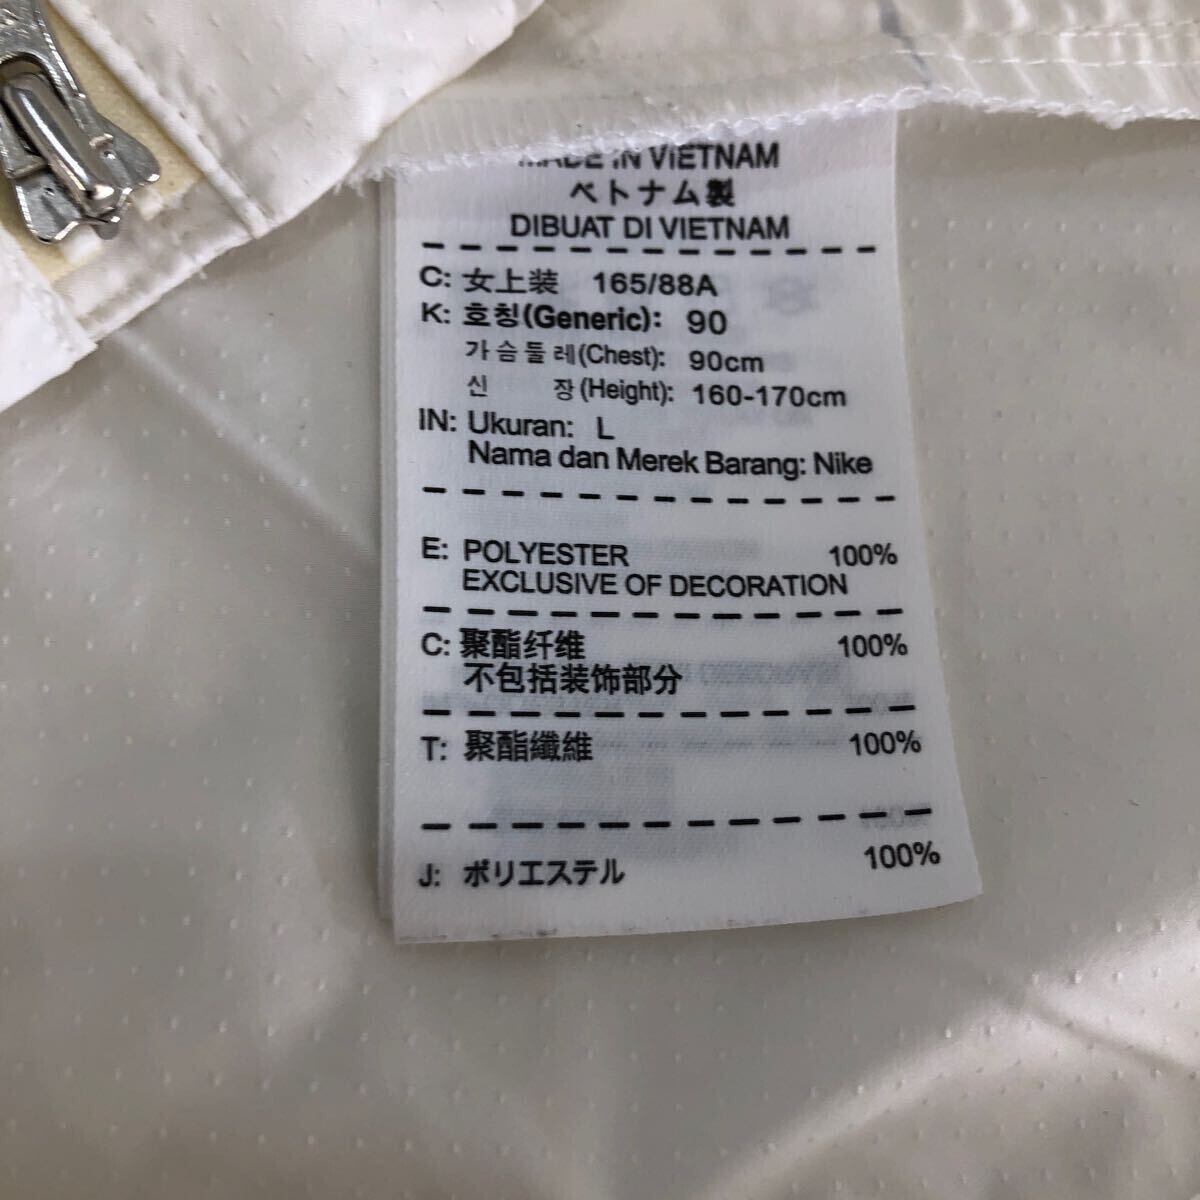 MADE IN VIETNAM
ベトナム製
DIBUAT DI VIETNAM
C: 女上装 165/88A
K: 호칭(Generic): 90
가슴둘레(Chest): 90cm
신 장(Height): 160-170cm
IN: Ukuran: L
Nama dan Merek Barang: Nike
E: POLYESTER 100%
EXCLUSIVE OF DECORATION
C: 聚酯纤维 100%
不包括装饰部分
T: 聚酯纖維 100%
J: ポリエステル 100%